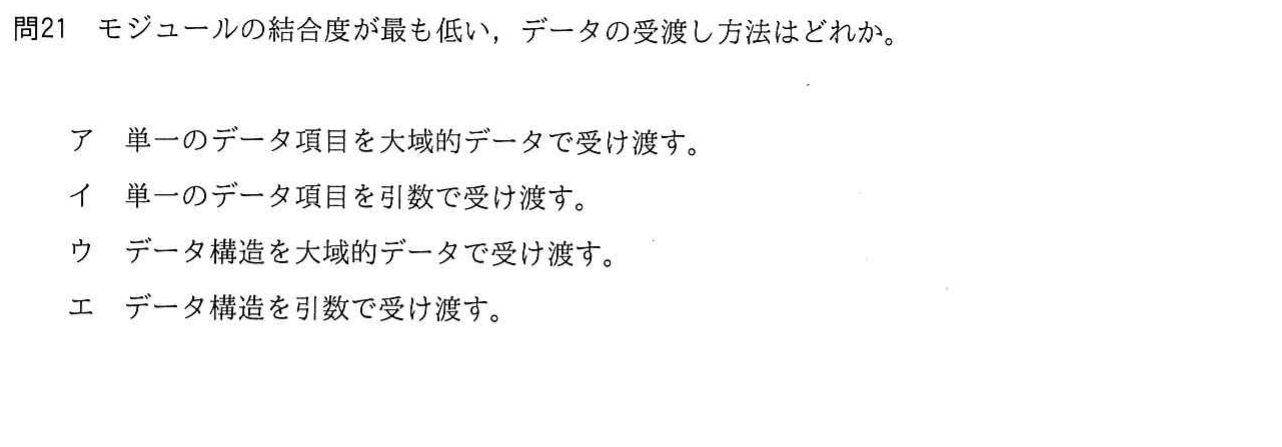 問21　モジュールの結合度が最も低い，データの受渡し方法はどれか。
ア　単一のデータ項目を大域的データで受け渡す。
イ　単一のデータ項目を引数で受け渡す。
ウ　データ構造を大域的データで受け渡す。
エ　データ構造を引数で受け渡す。